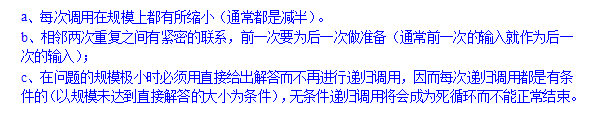 a、每次调用在规模上都有所缩小（通常都是减半）。
b、相邻两次重复之间有紧密的联系，前一次要为后一次做准备（通常前一次的输入就作为后一
次的输入）；
c、在问题的规模极小时必须用直接给出解答而不再进行递归调用，因而每次递归调用都是有条
件的（以规模未达到直接解答的大小为条件），无条件递归调用将会成为死循环而不能正常结束。